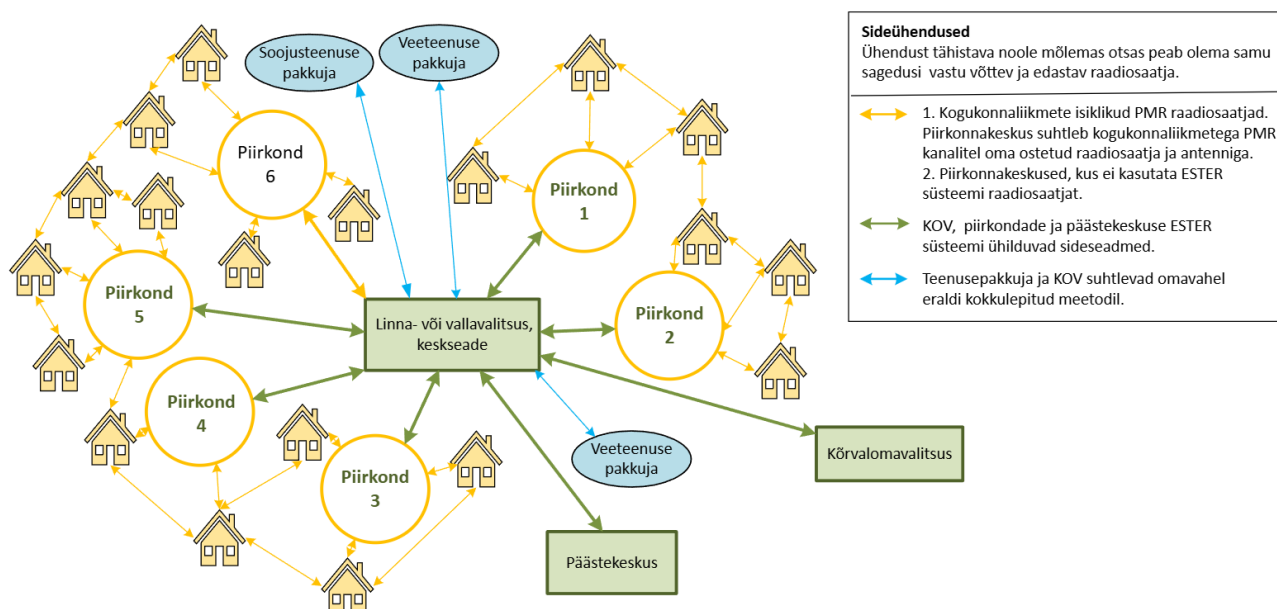 Soojusteenuse
pakkuja
Veeteenuse
pakkuja
Piirkond
6
Piirkond
1
Piirkond
5
Linna- või vallavalitsus,
keskseade
Piirkond
2
Piirkond
4
Piirkond
3
Veeteenuse
pakkuja
Kõrvalomavalitsus
Päästekeskus
Sideühendused
Ühendust tähistava noole mõlemas otsas peab olema samu
sagedusi vastu võttev ja edastav raadiosaatja.
1. Kogukonnaliikmete isiklikud PMR raadiosaatjad.
Piirkonnakeskus suhtleb kogukonnaliikmetega PMR
kanalitel oma ostetud raadiosaatja ja antenniga.
2. Piirkonnakeskused, kus ei kasutata ESTER
süsteemi raadiosaatjat.
KOV, piirkondade ja päästekeskuse ESTER
süsteemi ühilduvad sideseadmed.
Teenusepakkuja ja KOV suhtlevad omavahel
eraldi kokkulepitud meetodil.